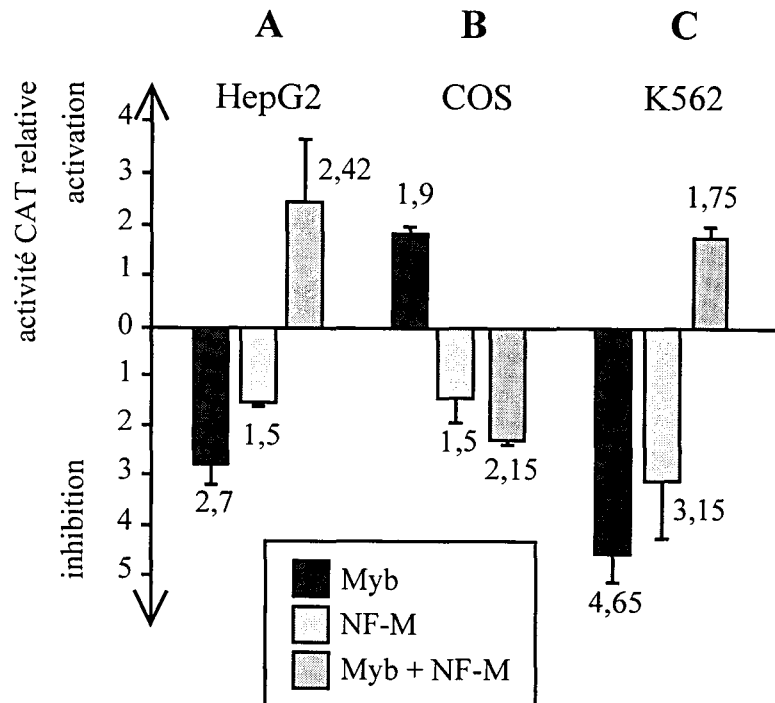 A B C
HepG2 COS K562
activité CAT relative
activation
inhibition
4
3
2
1
0
1
2
3
4
5
2,7
1,5
2,42
1,9
1,5
2,15
4,65
3,15
1,75
Myb
NF-M
Myb + NF-M